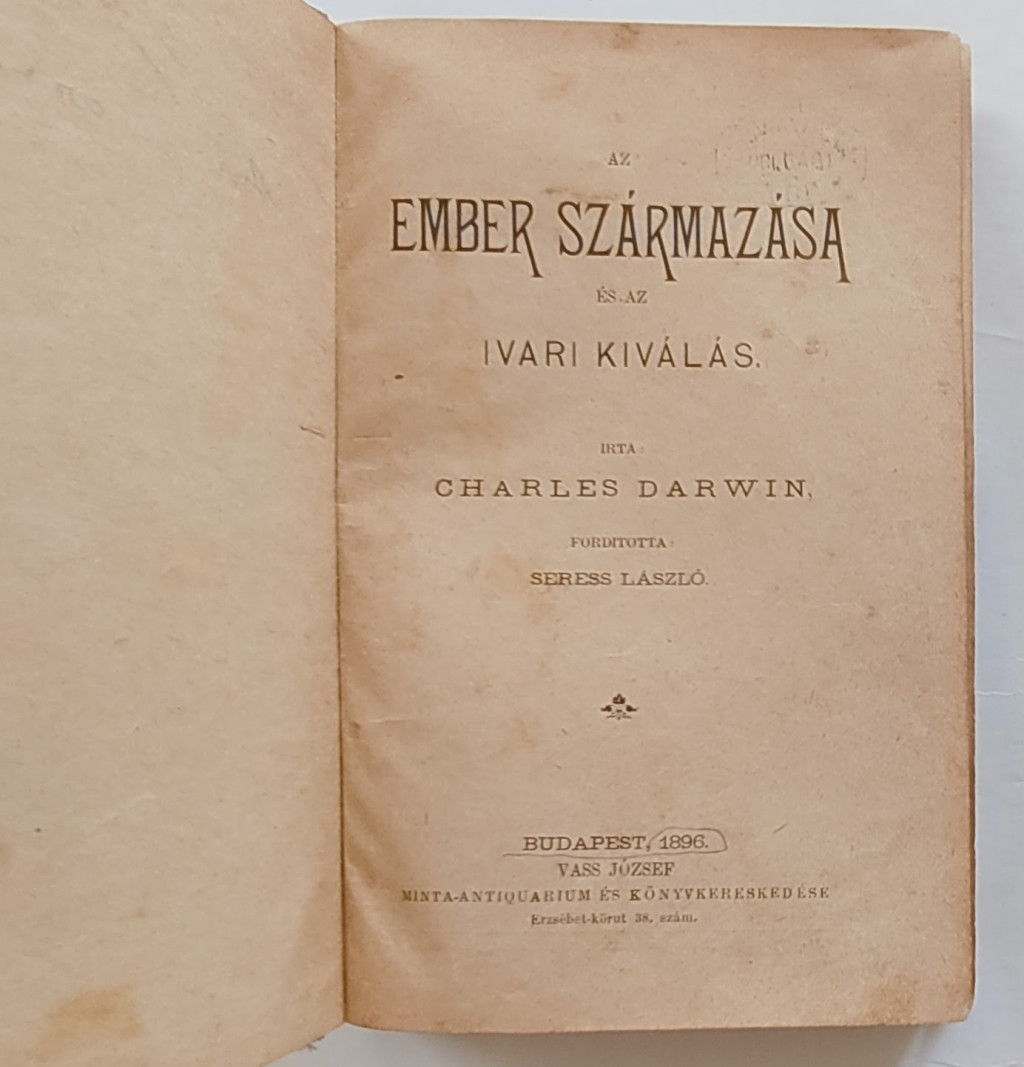 AZ
EMBER SZÁRMAZÁSA
ÉS AZ
IVARI KIVÁLÁS.
IRTA:
CHARLES DARWIN,
FORDITOTTA:
SERESS LÁSZLÓ.
BUDAPEST, 1896.
VASS JÓZSEF
MINTA-ANTIQUARIUM ÉS KÖNYVKERESKEDÉSE
Erzsébet-körut 38. szám.